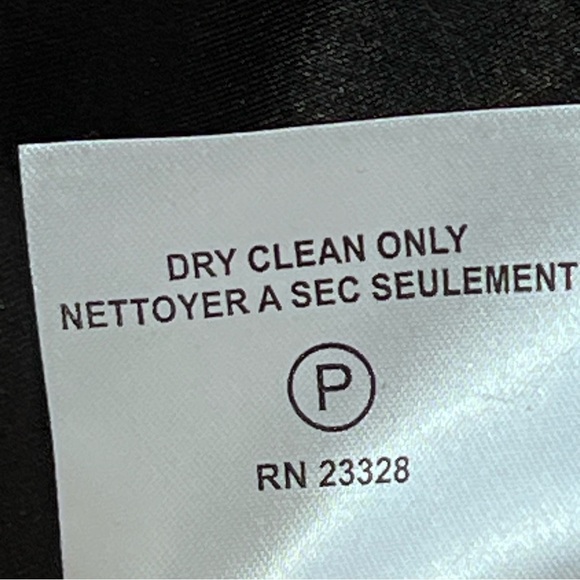 DRY CLEAN ONLY
NETTOYER A SEC SEULEMENT
P
RN 23328